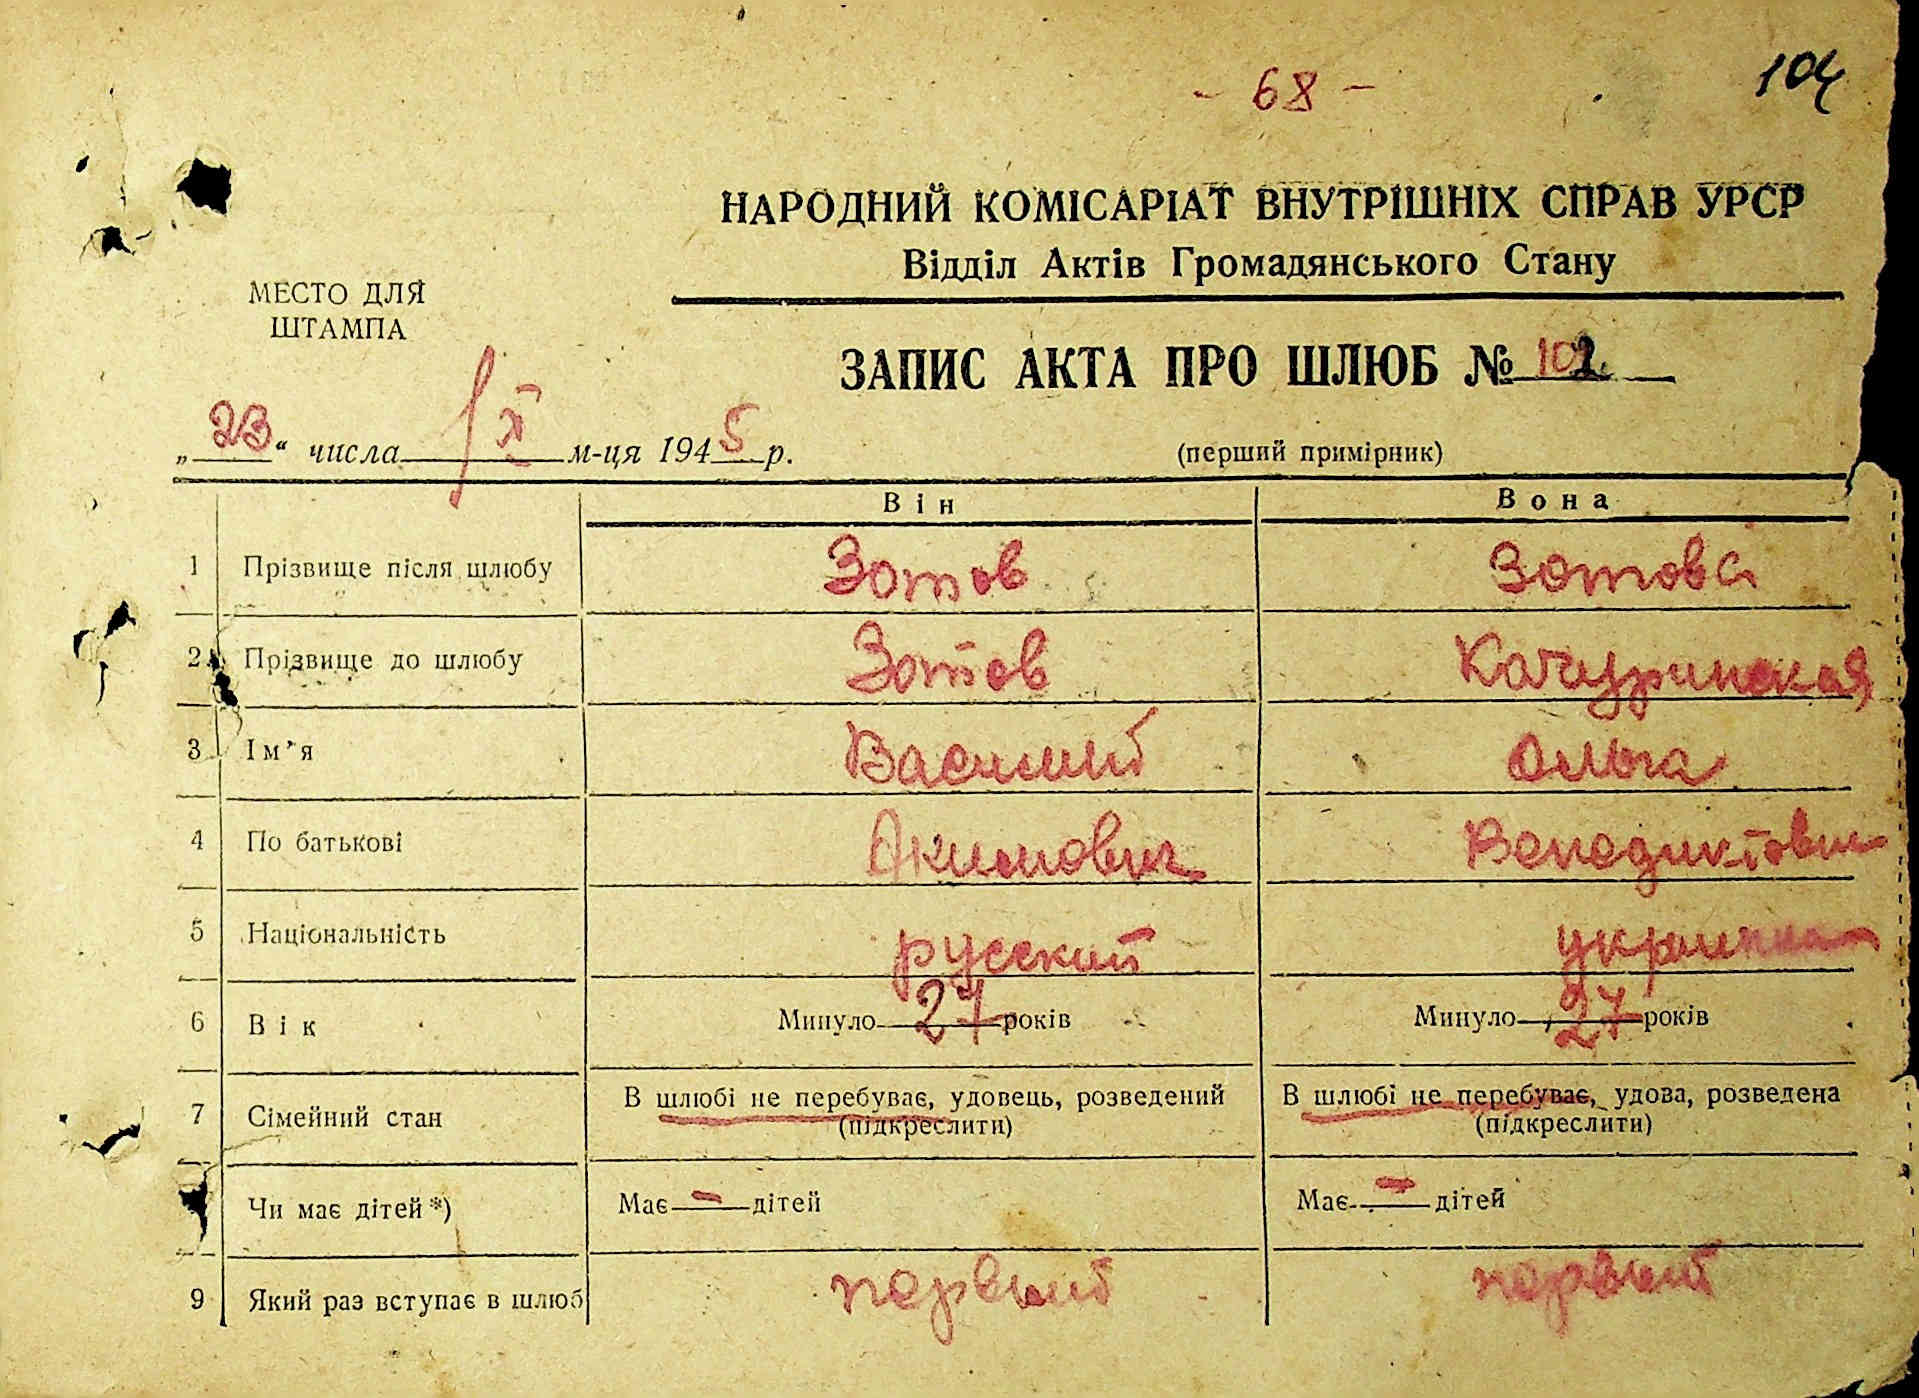 - 68 -
104
НАРОДНИЙ КОМІСАРІАТ ВНУТРІШНІХ СПРАВ УРСР
Відділ Актів Громадянського Стану
МЕСТО ДЛЯ
ШТАМПА
ЗАПИС АКТА ПРО ШЛЮБ № 102
„23“ числа X м-ця 1945 р.
(перший примірник)
Він Вона
1 Прізвище після шлюбу Зотов Зотова
2 Прізвище до шлюбу Зотов Качуринская
3 Ім'я Василий Ольга
4 По батькові Акимович Венедиктовн
5 Національність русский украинка
6 Вік Минуло 27 років Минуло 27 років
7 Сімейний стан В шлюбі не перебуває, удовець, розведений В шлюбі не перебуває, удова, розведена
(підкреслити) (підкреслити)
Чи має дітей *) Має - дітей Має - дітей
9 Який раз вступає в шлюб первый первый